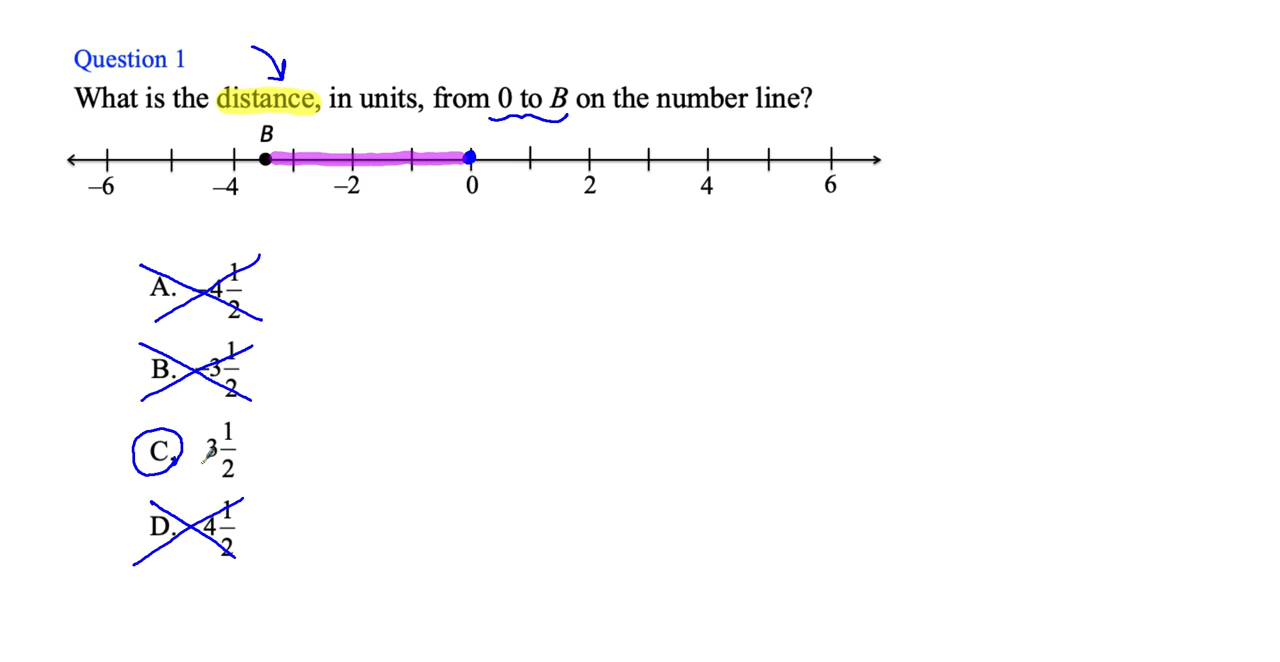 Question 1
What is the distance, in units, from 0 to B on the number line?
B
–6 –4 –2 0 2 4 6
A. –4 1/2
B. –3 1/2
C. 3 1/2
D. 4 1/2